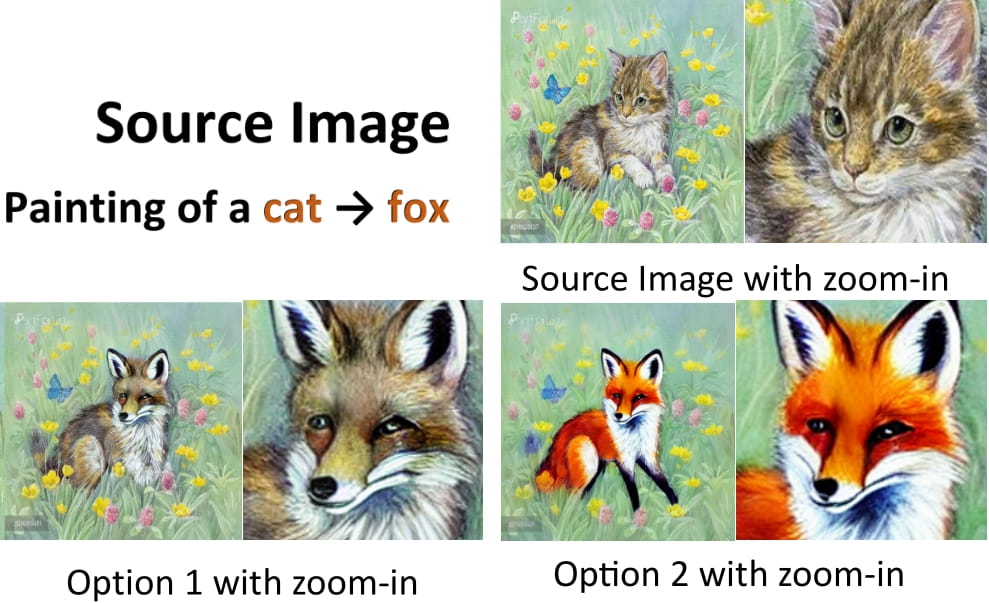 Source Image
Painting of a cat → fox
PortFolun
Source Image with zoom-in
Option 1 with zoom-in
Option 2 with zoom-in